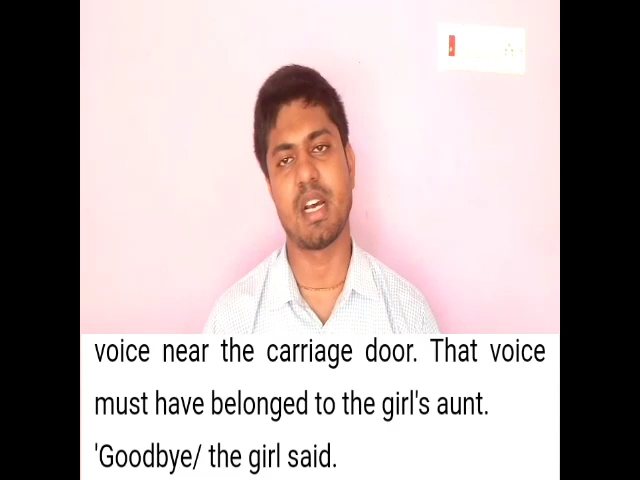 voice near the carriage door. That voice
must have belonged to the girl's aunt.
'Goodbye/ the girl said.